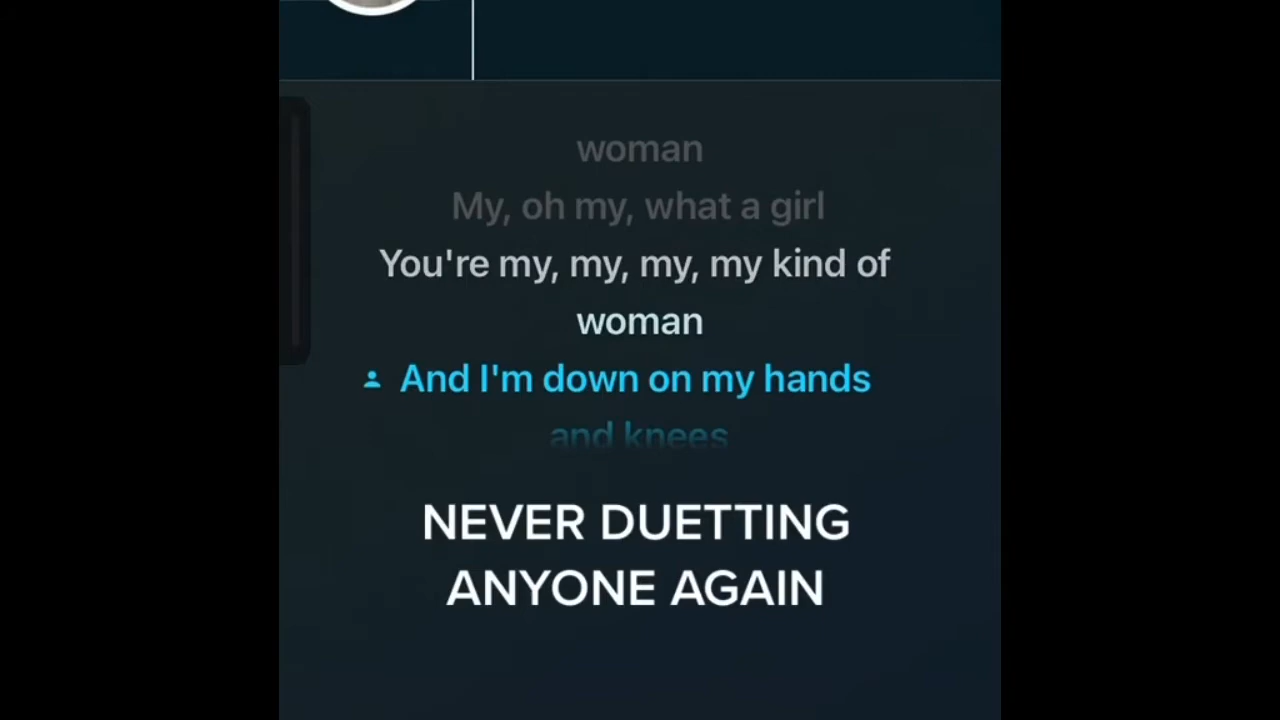 woman
My, oh my, what a girl
You're my, my, my, my kind of
woman
And I'm down on my hands
and knees
NEVER DUETTING
ANYONE AGAIN